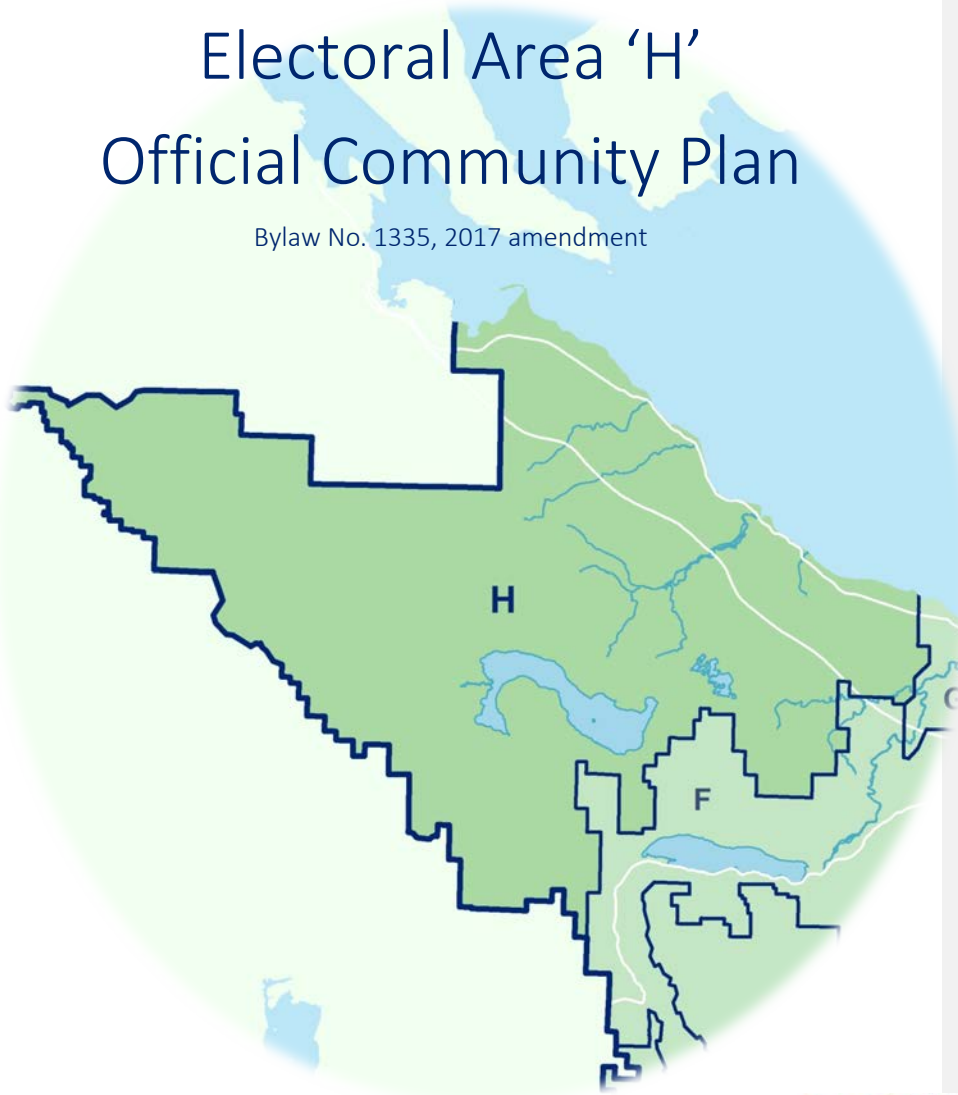 Electoral Area ‘H’
Official Community Plan
Bylaw No. 1335, 2017 amendment
H
G
F